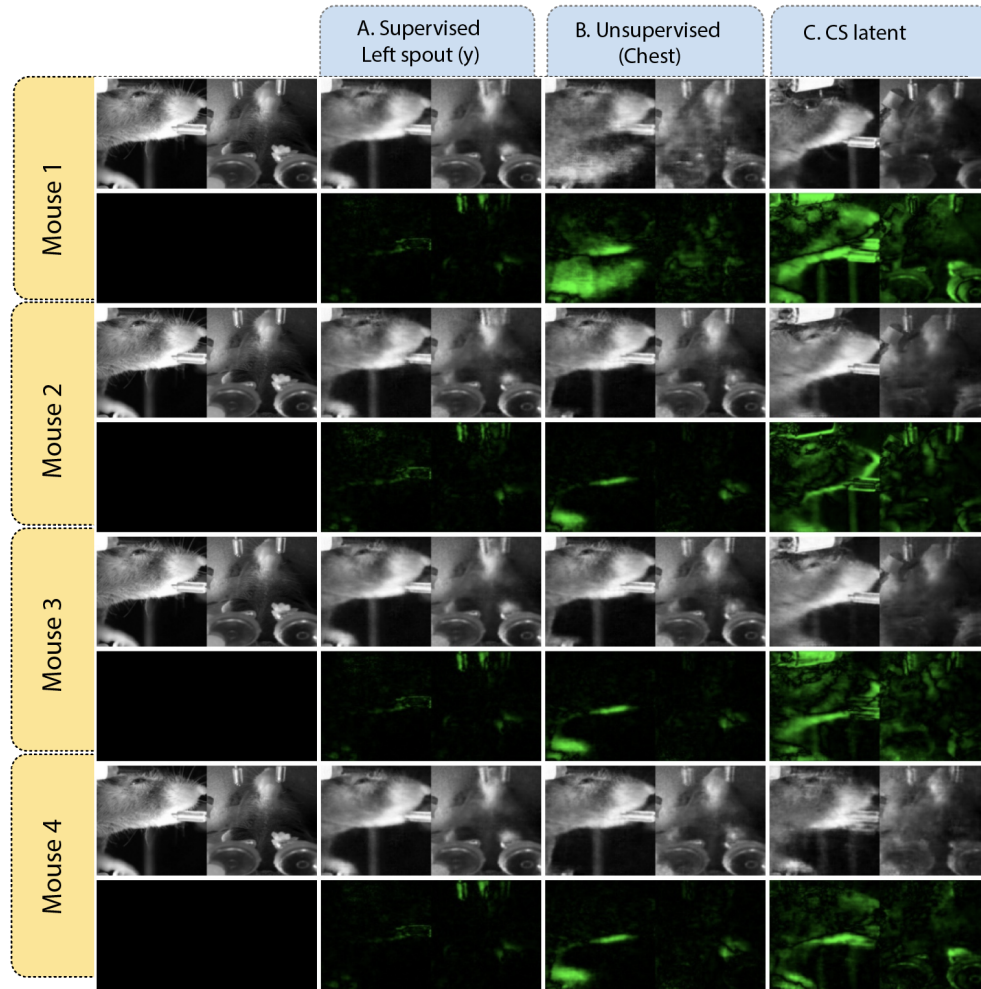 A. Supervised
Left spout (y)
B. Unsupervised
(Chest)
C. CS latent
Mouse 1
Mouse 2
Mouse 3
Mouse 4